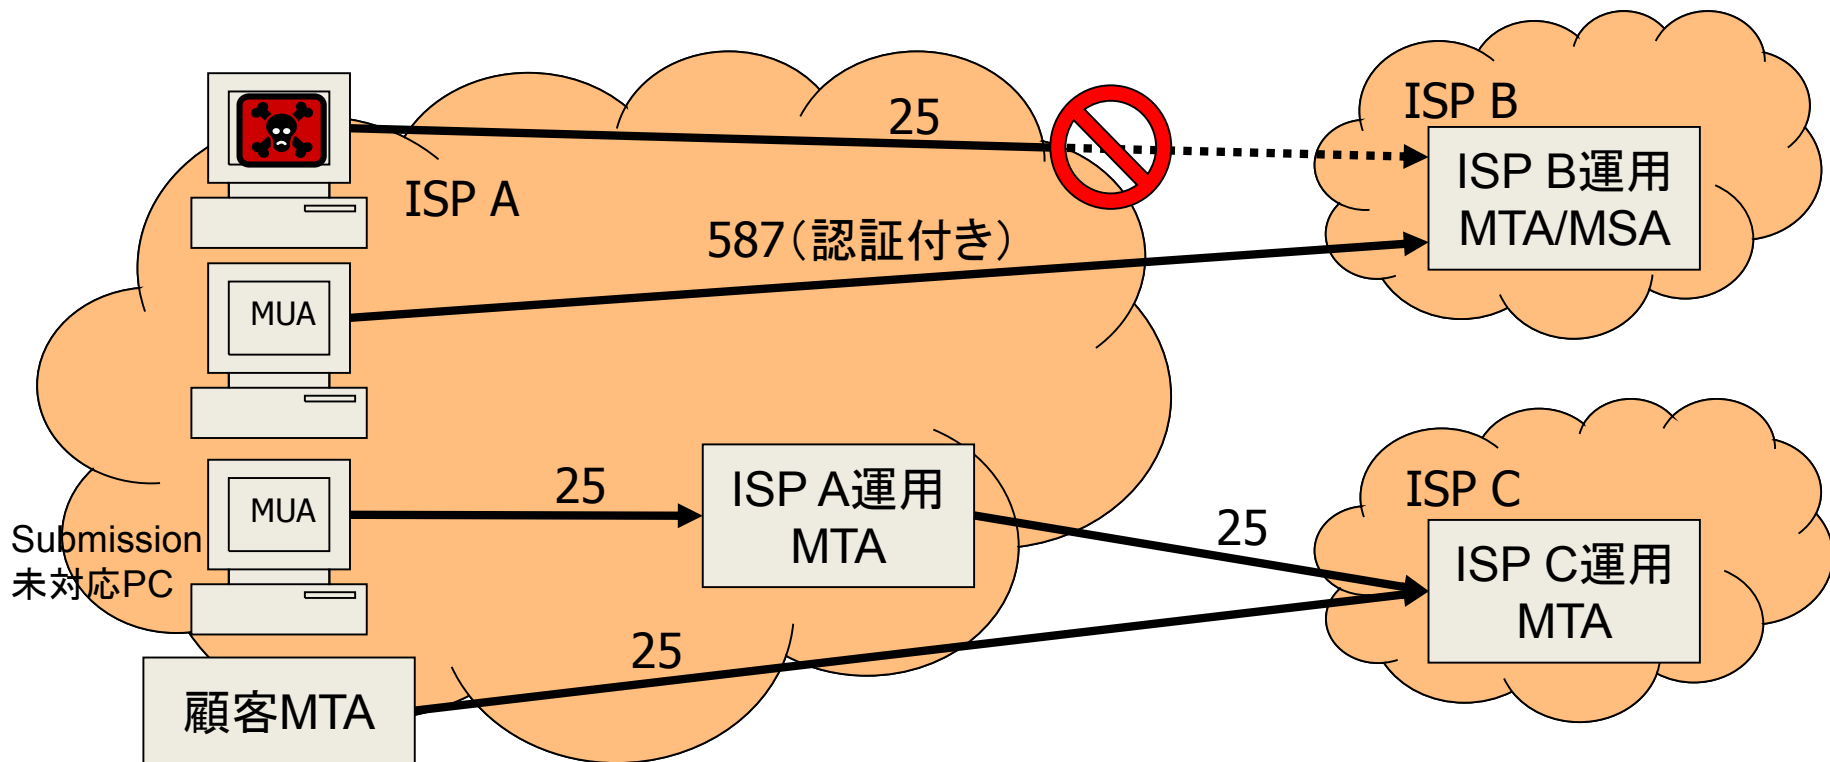 25
ISP B
ISP A
ISP B運用
MTA/MSA
587(認証付き)
MUA
MUA
Submission
未対応PC
25
ISP A運用
MTA
25
ISP C
ISP C運用
MTA
25
顧客MTA